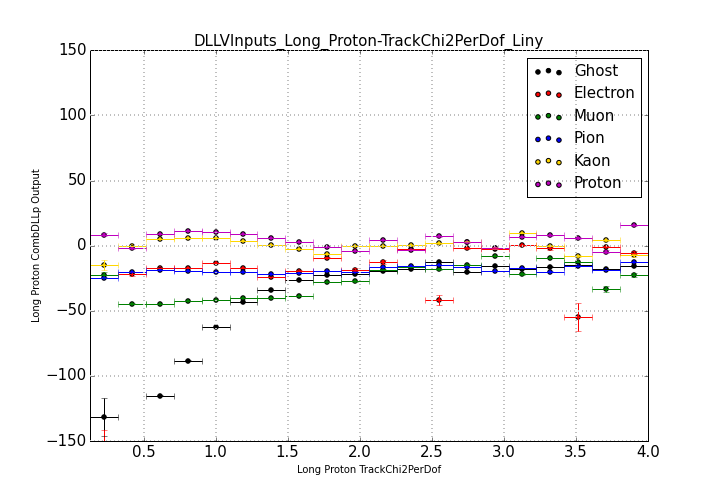 DLLVInputs_Long_Proton-TrackChi2PerDof_Liny
150
100
50
0
−50
−100
−150
Long Proton CombDLLp Output
Ghost
Electron
Muon
Pion
Kaon
Proton
0.5 1.0 1.5 2.0 2.5 3.0 3.5 4.0
Long Proton TrackChi2PerDof